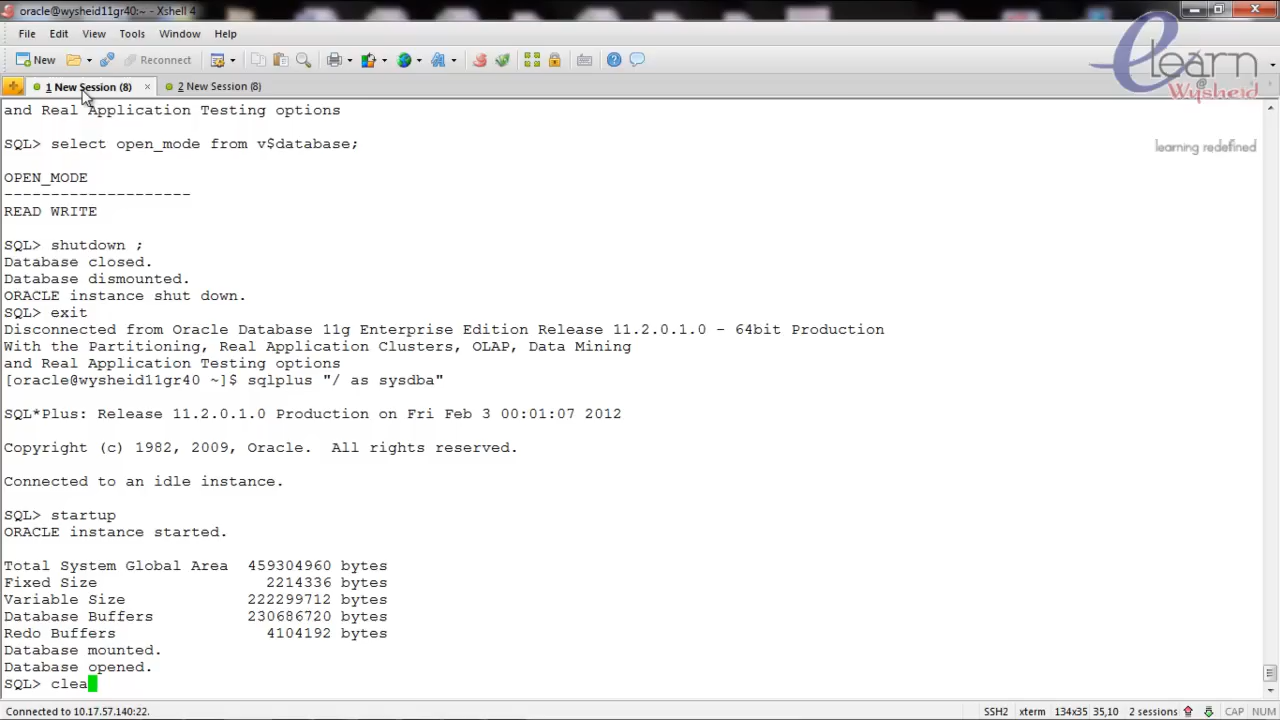 oracle@wysheid11gr40:~ - Xshell 4
File Edit View Tools Window Help
New Reconnect
1 New Session (8) × 2 New Session (8)
elearn
@
Wysheid
learning redefined
and Real Application Testing options
SQL> select open_mode from v$database;
OPEN_MODE
--------------------
READ WRITE
SQL> shutdown ;
Database closed.
Database dismounted.
ORACLE instance shut down.
SQL> exit
Disconnected from Oracle Database 11g Enterprise Edition Release 11.2.0.1.0 - 64bit Production
With the Partitioning, Real Application Clusters, OLAP, Data Mining
and Real Application Testing options
[oracle@wysheid11gr40 ~]$ sqlplus "/ as sysdba"
SQL*Plus: Release 11.2.0.1.0 Production on Fri Feb 3 00:01:07 2012
Copyright (c) 1982, 2009, Oracle.  All rights reserved.
Connected to an idle instance.
SQL> startup
ORACLE instance started.
Total System Global Area  459304960 bytes
Fixed Size                  2214336 bytes
Variable Size             222299712 bytes
Database Buffers          230686720 bytes
Redo Buffers                4104192 bytes
Database mounted.
Database opened.
SQL> clea
Connected to 10.17.57.140:22. SSH2 xterm 134x35 35,10 2 sessions CAP NUM